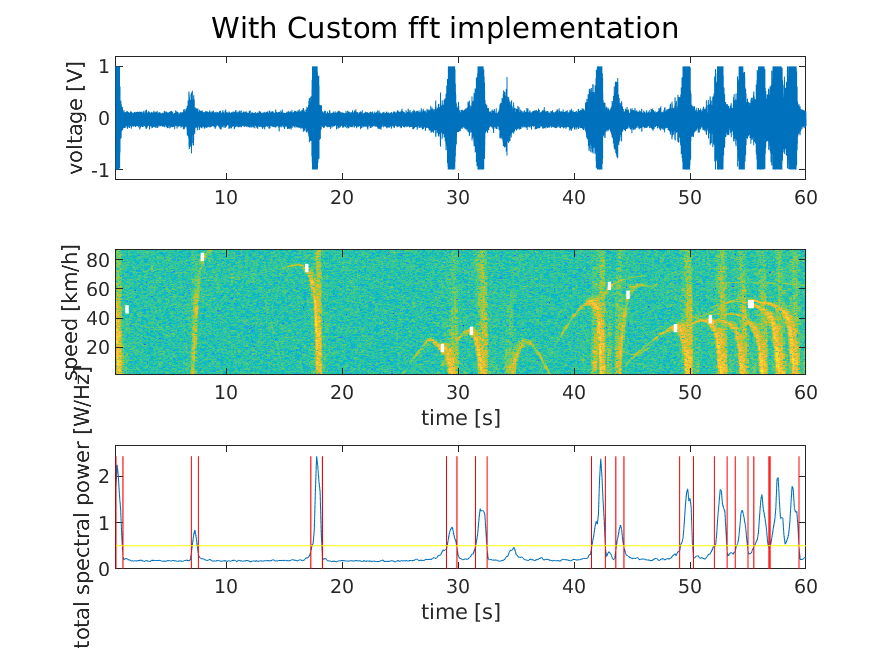 With Custom fft implementation
voltage [V]
1
0
-1
10 20 30 40 50 60
speed [km/h]
80
60
40
20
10 20 30 40 50 60
time [s]
total spectral power [W/Hz]
2
1
0
10 20 30 40 50 60
time [s]